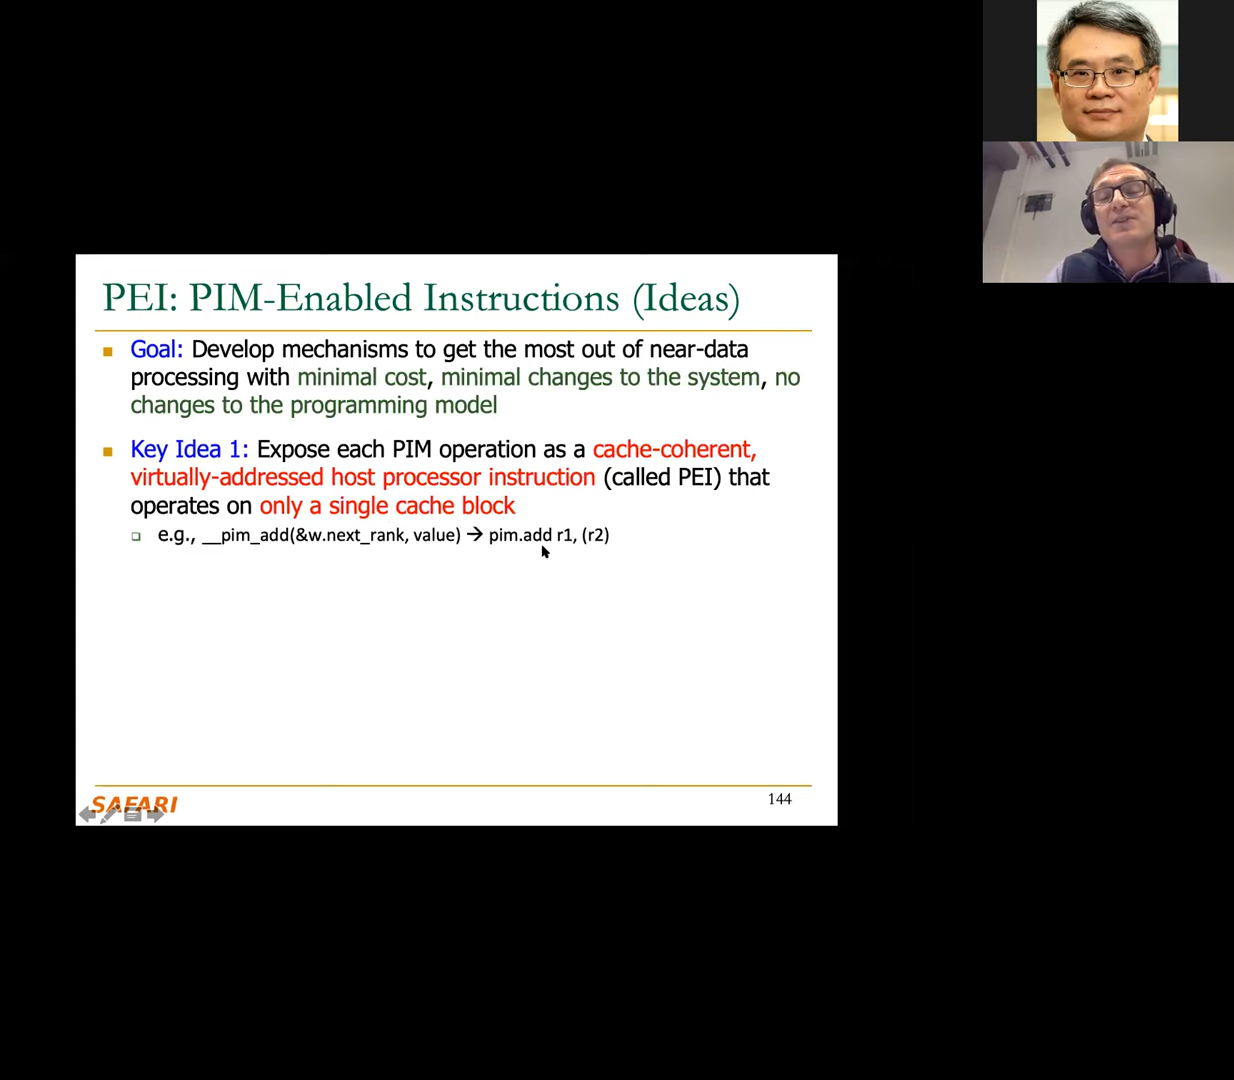 PEI: PIM-Enabled Instructions (Ideas)
Goal: Develop mechanisms to get the most out of near-data
processing with minimal cost, minimal changes to the system, no
changes to the programming model
Key Idea 1: Expose each PIM operation as a cache-coherent,
virtually-addressed host processor instruction (called PEI) that
operates on only a single cache block
e.g., __pim_add(&w.next_rank, value) → pim.add r1, (r2)
SAFARI
144